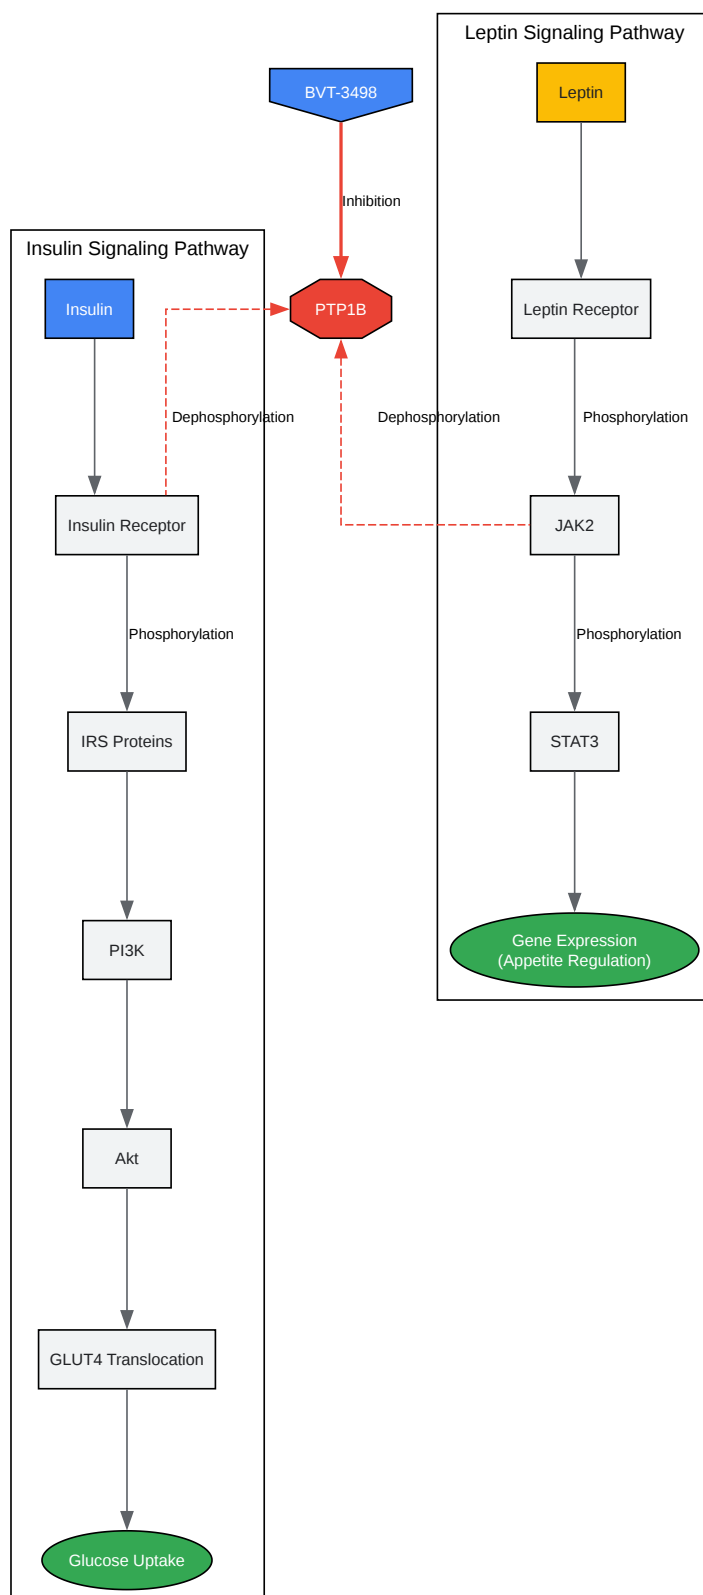 Leptin Signaling Pathway
BVT-3498
Leptin
Inhibition
Insulin Signaling Pathway
Insulin
PTP1B
Leptin Receptor
Dephosphorylation
Dephosphorylation
Phosphorylation
Insulin Receptor
JAK2
Phosphorylation
Phosphorylation
IRS Proteins
STAT3
PI3K
Gene Expression
(Appetite Regulation)
Akt
GLUT4 Translocation
Glucose Uptake